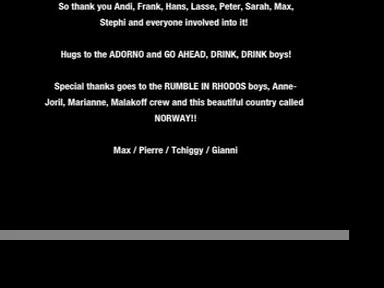 So thank you Andi, Frank, Hans, Lasse, Peter, Sarah, Max,
Stephi and everyone involved into it!
Hugs to the ADORNO and GO AHEAD, DRINK, DRINK boys!
Special thanks goes to the RUMBLE IN RHODOS boys, Anne-
Joril, Marianne, Malakoff crew and this beautiful country called
NORWAY!!
Max / Pierre / Tchiggy / Gianni